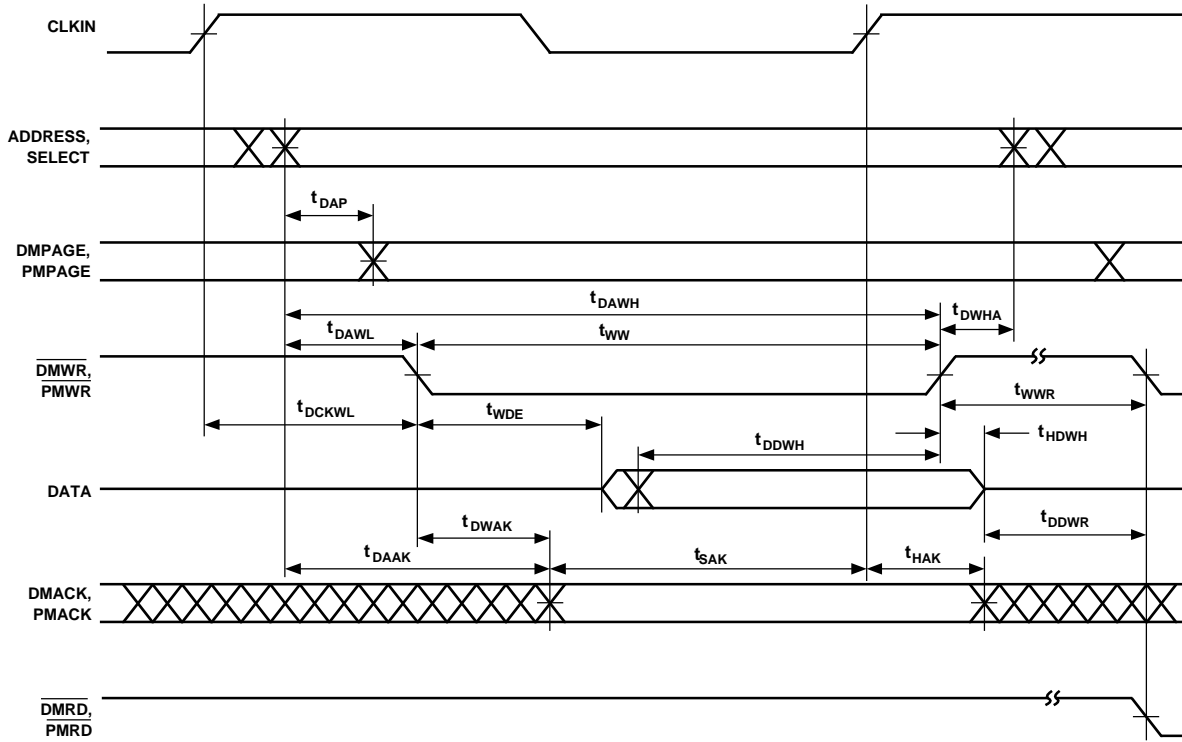 CLKIN
ADDRESS,
SELECT
tDAP
DMPAGE,
PMPAGE
tDAWH
tDWHA
tDAWL
tWW
DMWR,
PMWR
tWWR
tDCKWL
tWDE
tHDWH
tDDWH
DATA
tDWAK
tDDWR
tDAAK
tSAK
tHAK
DMACK,
PMACK
DMRD,
PMRD